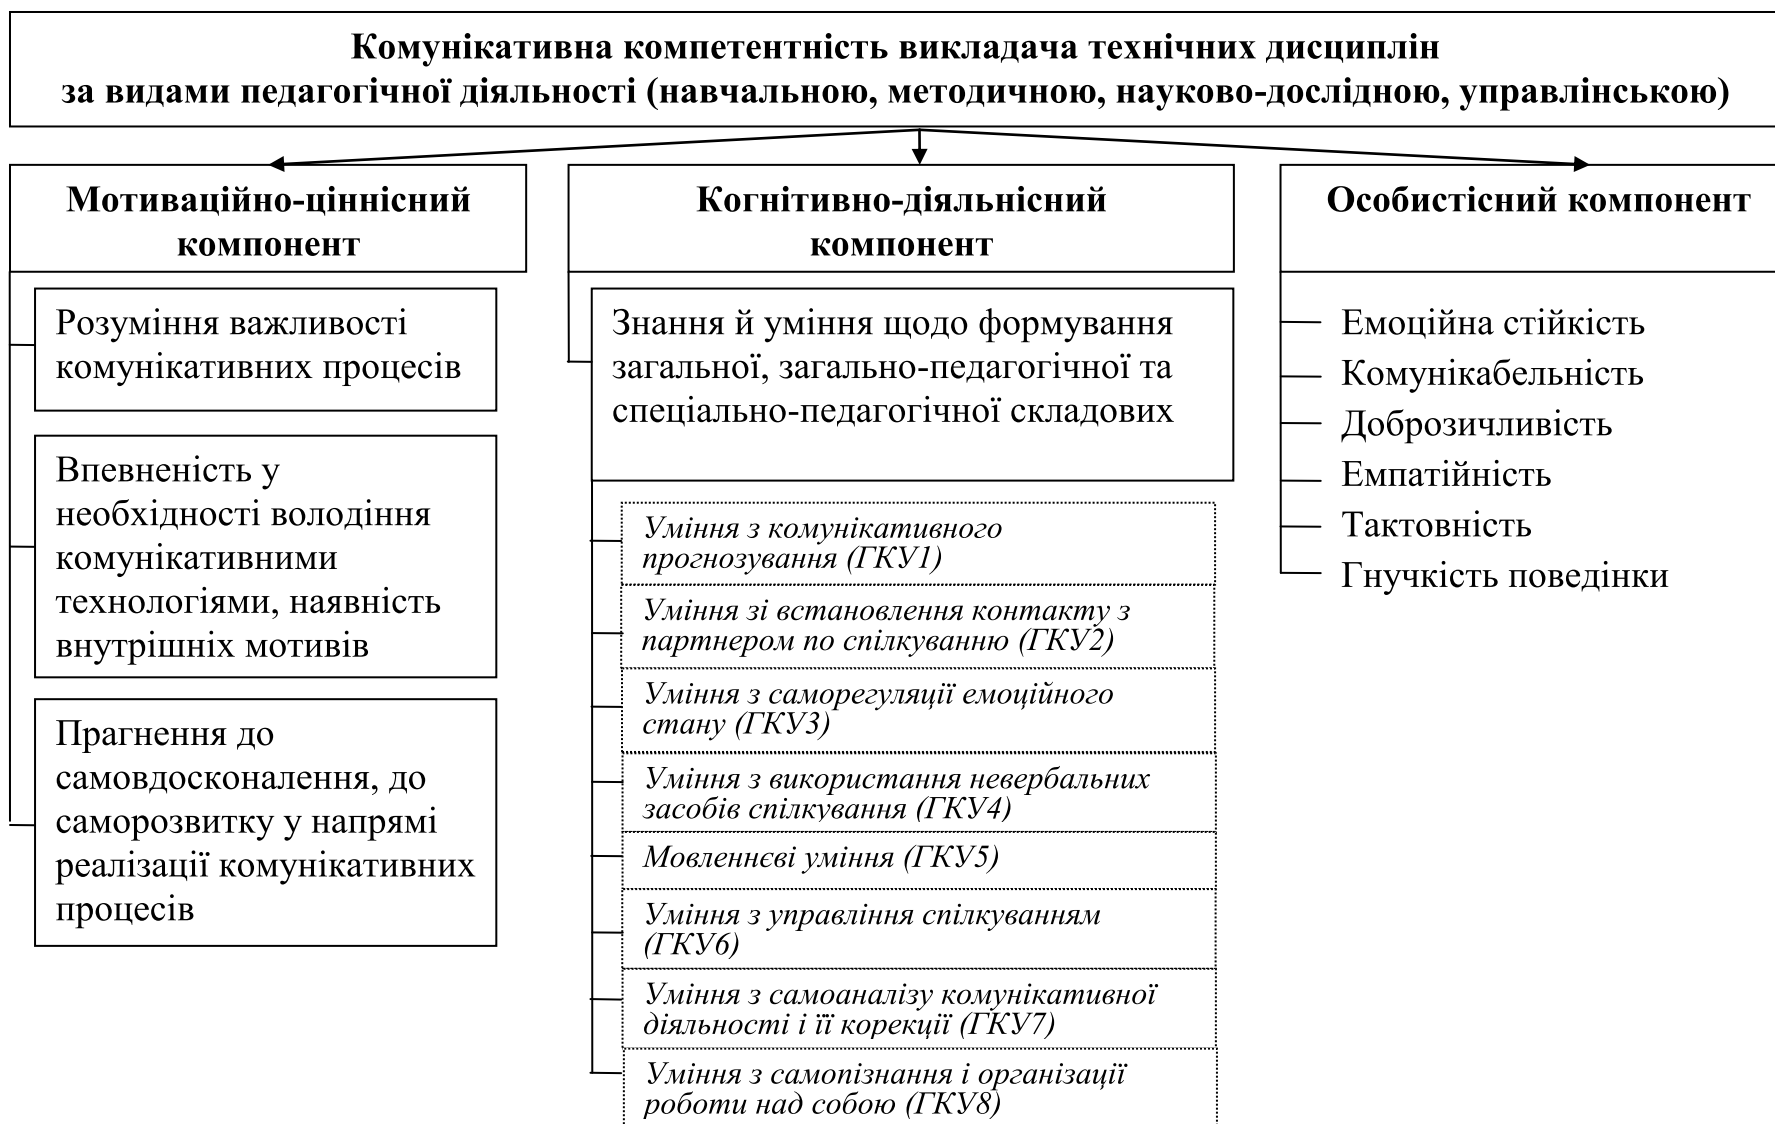 Комунікативна компетентність викладача технічних дисциплін
за видами педагогічної діяльності (навчальною, методичною, науково-дослідною, управлінською)
Мотиваційно-ціннісний
компонент
Розуміння важливості
комунікативних процесів
Впевненість у
необхідності володіння
комунікативними
технологіями, наявність
внутрішніх мотивів
Прагнення до
самовдосконалення, до
саморозвитку у напрямі
реалізації комунікативних
процесів
Когнітивно-діяльнісний
компонент
Знання й уміння щодо формування
загальної, загально-педагогічної та
спеціально-педагогічної складових
Уміння з комунікативного
прогнозування (ГКУ1)
Уміння зі встановлення контакту з
партнером по спілкуванню (ГКУ2)
Уміння з саморегуляції емоційного
стану (ГКУ3)
Уміння з використання невербальних
засобів спілкування (ГКУ4)
Мовленнєві уміння (ГКУ5)
Уміння з управління спілкуванням
(ГКУ6)
Уміння з самоаналізу комунікативної
діяльності і її корекції (ГКУ7)
Уміння з самопізнання і організації
роботи над собою (ГКУ8)
Особистісний компонент
Емоційна стійкість
Комунікабельність
Доброзичливість
Емпатійність
Тактовність
Гнучкість поведінки